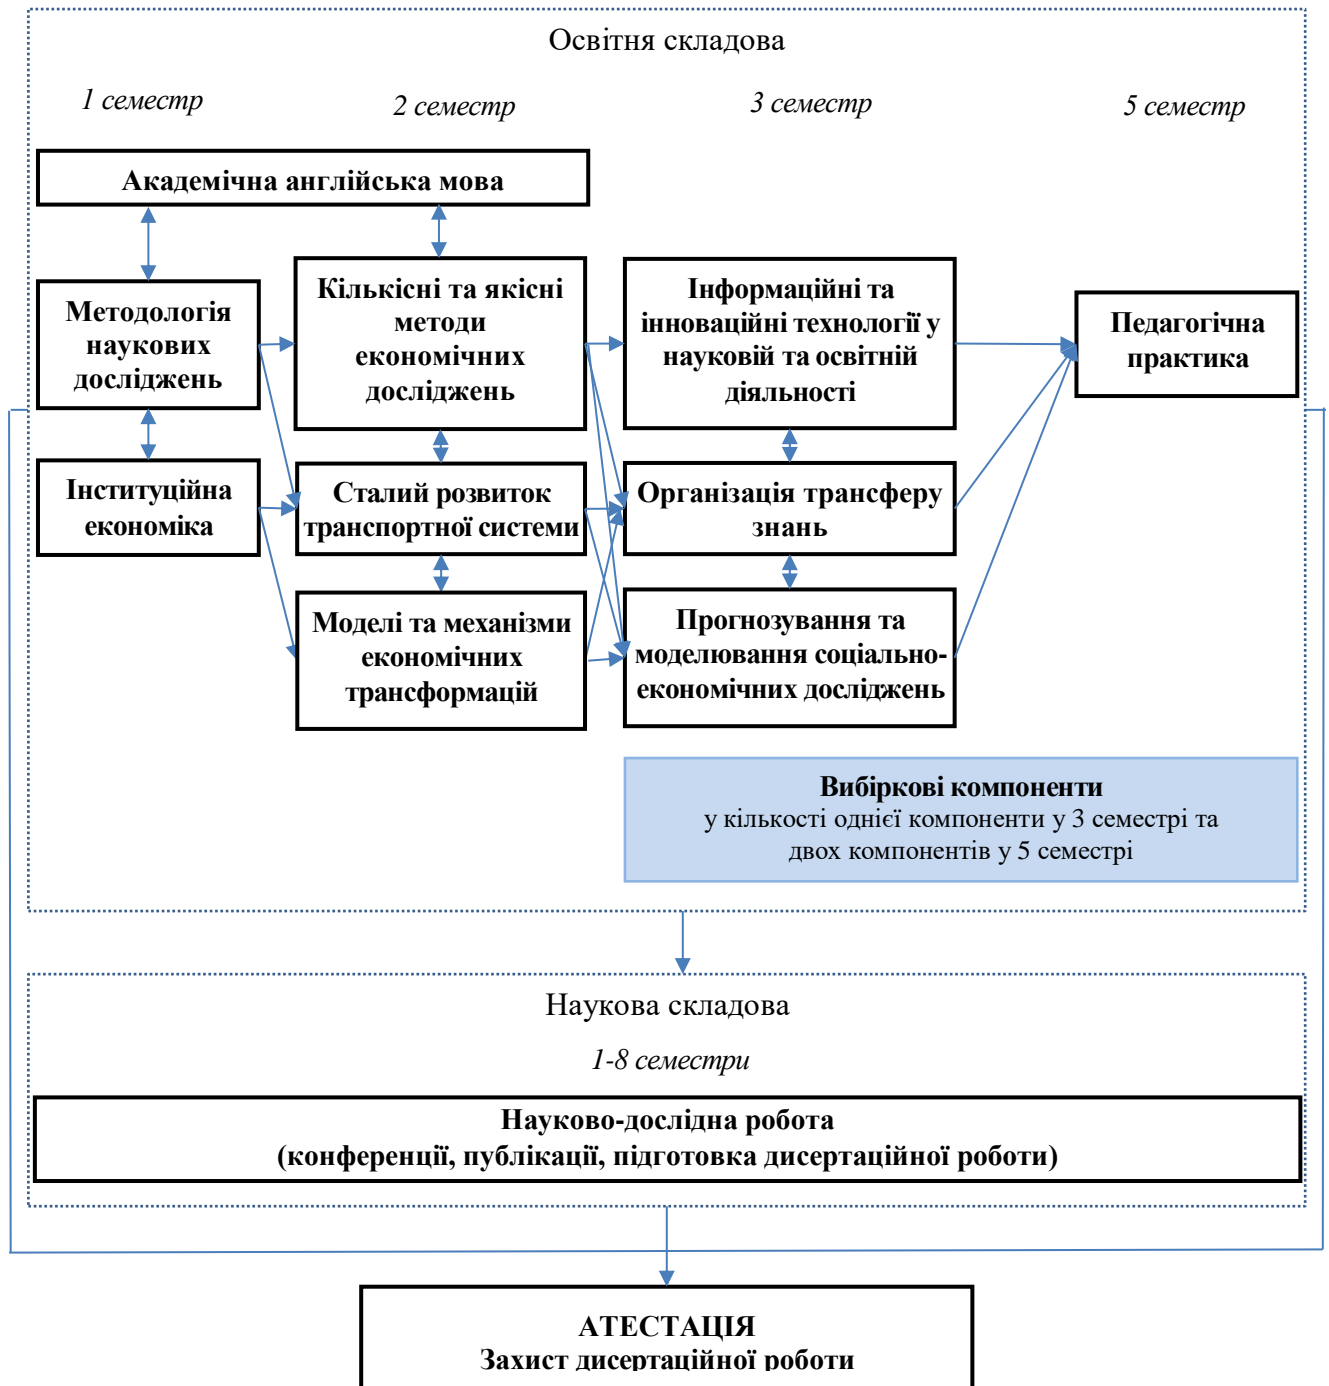 Освітня складова
1 семестр
2 семестр
3 семестр
5 семестр
Академічна англійська мова
Методологія
наукових
досліджень
Кількісні та якісні
методи
економічних
досліджень
Інформаційні та
інноваційні технології у
науковій та освітній
діяльності
Педагогічна
практика
Інституційна
економіка
Сталий розвиток
транспортної системи
Організація трансферу
знань
Моделі та механізми
економічних
трансформацій
Прогнозування та
моделювання соціально-
економічних досліджень
Вибіркові компоненти
у кількості однієї компоненти у 3 семестрі та
двох компонентів у 5 семестрі
Наукова складова
1-8 семестри
Науково-дослідна робота
(конференції, публікації, підготовка дисертаційної роботи)
АТЕСТАЦІЯ
Захист дисертаційної роботи